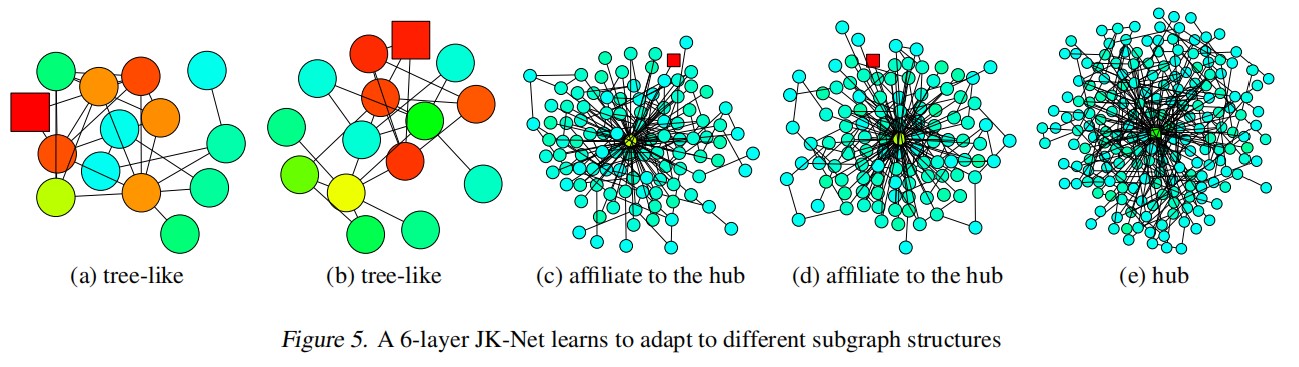 (a) tree-like (b) tree-like (c) affiliate to the hub (d) affiliate to the hub (e) hub
Figure 5. A 6-layer JK-Net learns to adapt to different subgraph structures